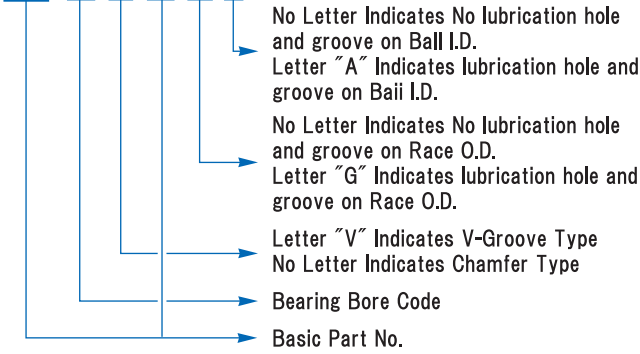 No Letter Indicates No lubrication hole
and groove on Ball I.D.
Letter ″A″ Indicates lubrication hole and
groove on Baii I.D.
No Letter Indicates No lubrication hole
and groove on Race O.D.
Letter ″G″ Indicates lubrication hole and
groove on Race O.D.
Letter ″V″ Indicates V-Groove Type
No Letter Indicates Chamfer Type
Bearing Bore Code
Basic Part No.